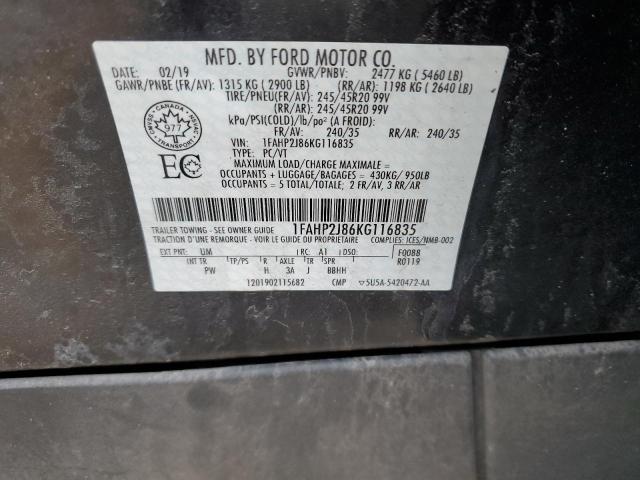 MFD. BY FORD MOTOR CO.
DATE: 02/19 GVWR/PNBV: 2477 KG ( 5460 LB)
GAWR/PNBE (FR/AV): 1315 KG ( 2900 LB) (RR/AR): 1198 KG ( 2640 LB)
TIRE/PNEU(FR/AV): 245/45R20 99V
(RR/AR): 245/45R20 99V
kPa/PSI(COLD)/lb/po² (A FROID):
FR/AV: 240/35 RR/AR: 240/35
VIN: 1FAHP2J86KG116835
TYPE: PC/VT
MAXIMUM LOAD/CHARGE MAXIMALE=
OCCUPANTS + LUGGAGE/BAGAGES = 430KG/ 950LB
OCCUPANTS = 5 TOTAL/TOTALE; 2 FR/AV, 3 RR/AR
CANADA
977
TRANSPORT
EC
TRAILER TOWING - SEE OWNER GUIDE 1FAHP2J86KG116835
TRACTION D'UNE REMORQUE - VOIR LE GUIDE DU PROPRIÉTAIRE COMPLIES: ICES/NMB-002
EXT PNT: UM RC: A1 DSO: F0088
INT TR TP/PS R AXLE TR SPR R0119
PW H 3A J BBHH
1201902115682 CMP ▽5U5A-5420472-AA